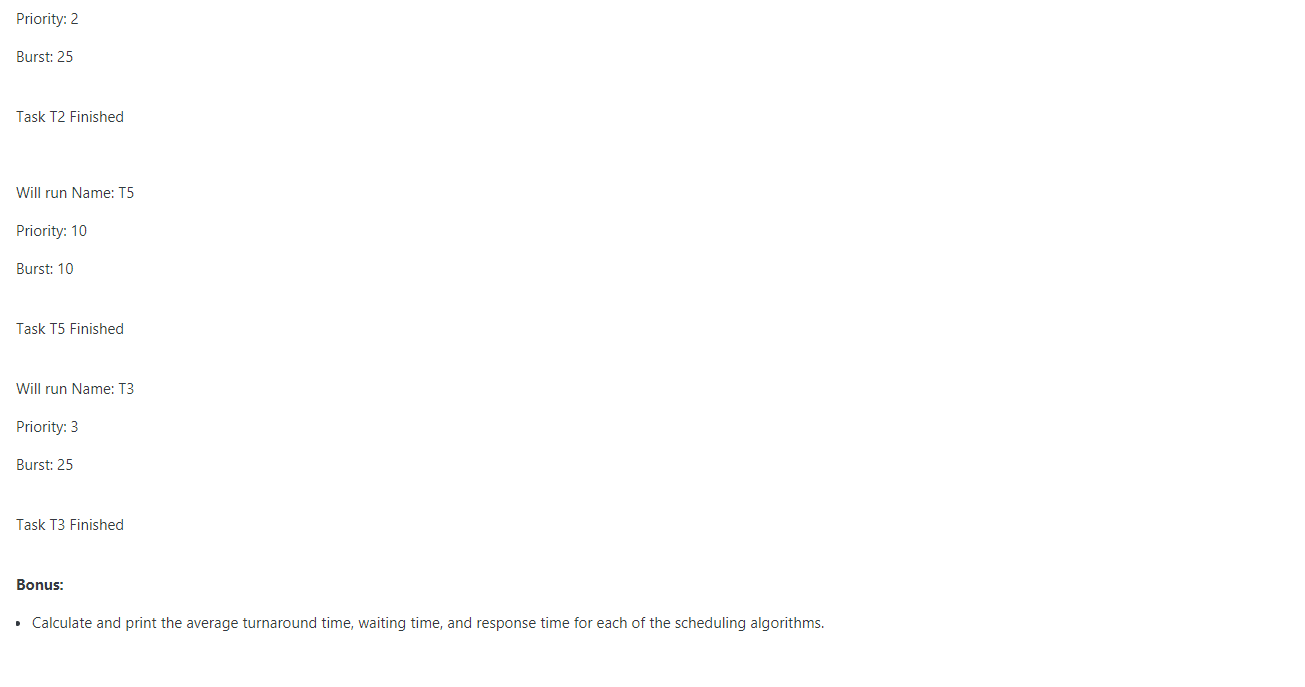 Priority: 2
Burst: 25
Task T2 Finished
Will run Name: T5
Priority: 10
Burst: 10
Task T5 Finished
Will run Name: T3
Priority: 3
Burst: 25
Task T3 Finished
Bonus:
• Calculate and print the average turnaround time, waiting time, and response time for each of the scheduling algorithms.